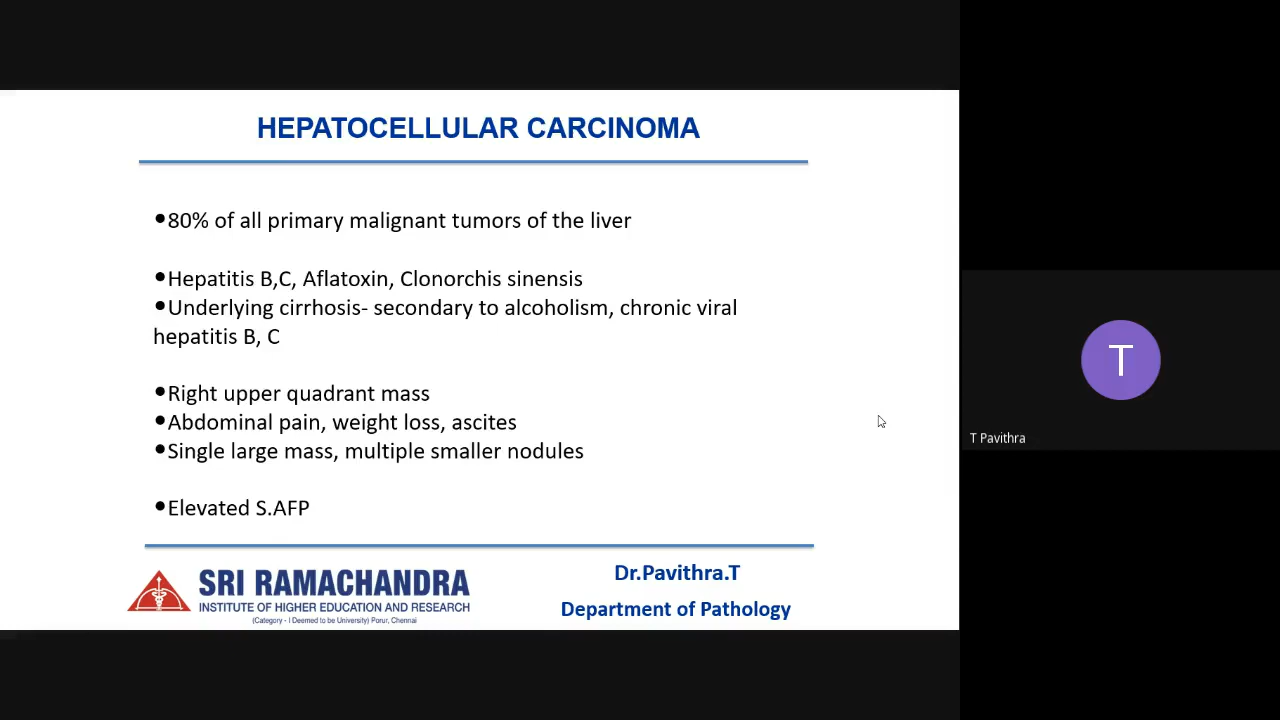 HEPATOCELLULAR CARCINOMA
•80% of all primary malignant tumors of the liver
•Hepatitis B,C, Aflatoxin, Clonorchis sinensis
•Underlying cirrhosis- secondary to alcoholism, chronic viral
hepatitis B, C
•Right upper quadrant mass
•Abdominal pain, weight loss, ascites
•Single large mass, multiple smaller nodules
•Elevated S.AFP
SRI RAMACHANDRA
INSTITUTE OF HIGHER EDUCATION AND RESEARCH
(Category - I Deemed to be University) Porur, Chennai
Dr.Pavithra.T
Department of Pathology
T
T Pavithra